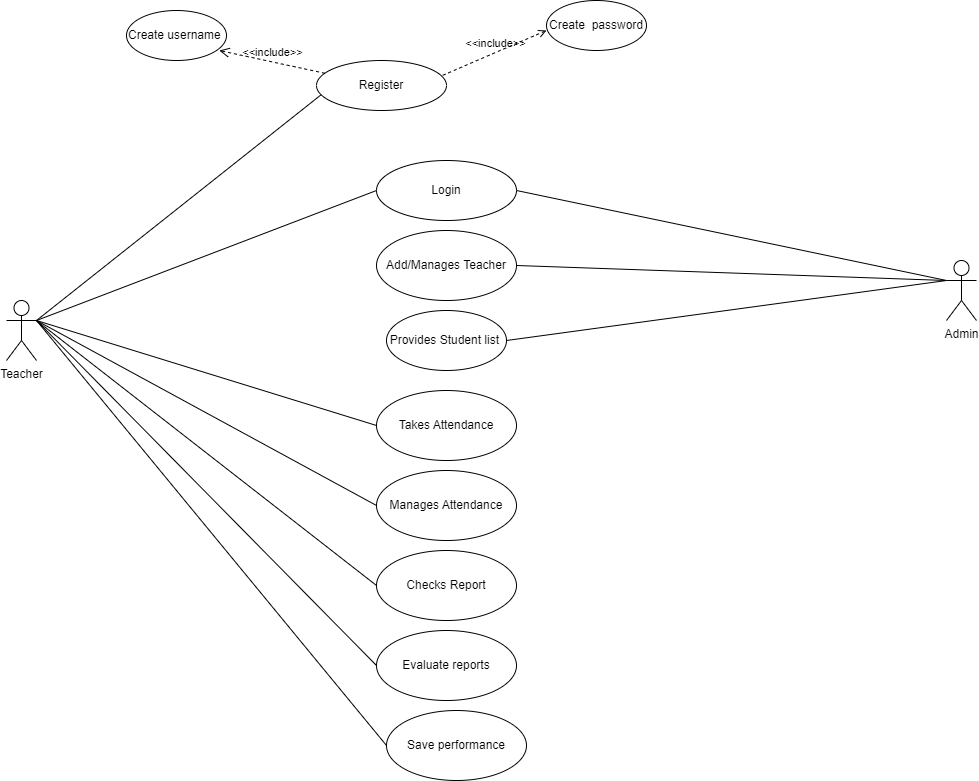 Create username
Create  password
<<include>>
<<include>>
Register
Login
Add/Manages Teacher
Provides Student list
Teacher
Admin
Takes Attendance
Manages Attendance
Checks Report
Evaluate reports
Save performance